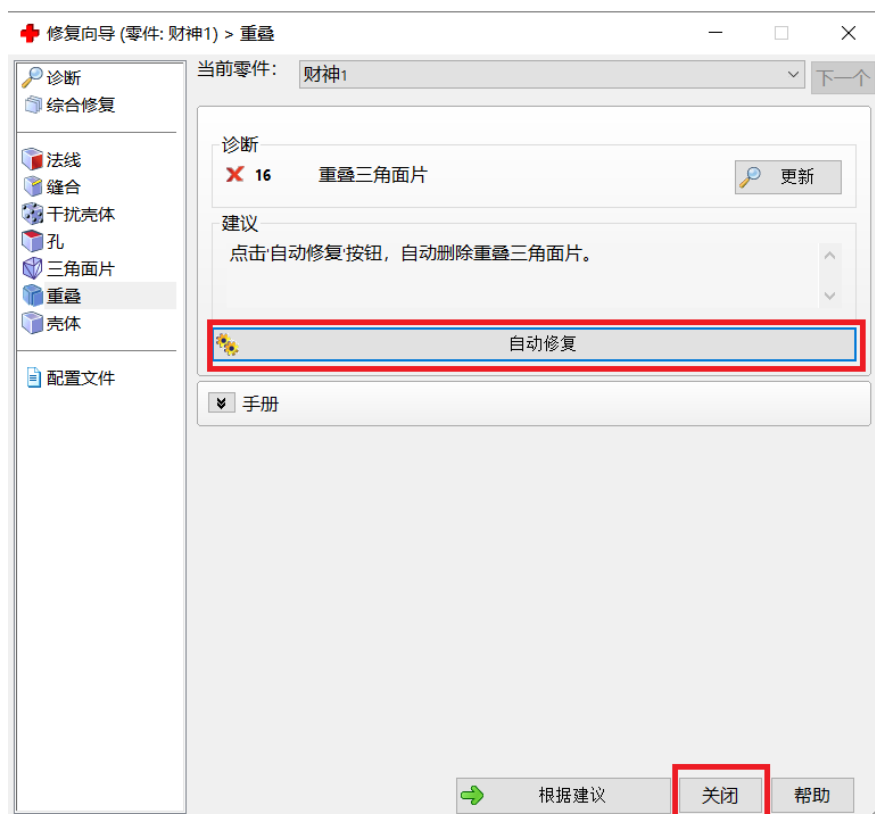 修复向导 (零件: 财神1) > 重叠
诊断
综合修复
法线
缝合
干扰壳体
孔
三角面片
重叠
壳体
配置文件
当前零件: 财神1 下一个
诊断
16 重叠三角面片 更新
建议
点击'自动修复'按钮，自动删除重叠三角面片。
自动修复
手册
根据建议 关闭 帮助